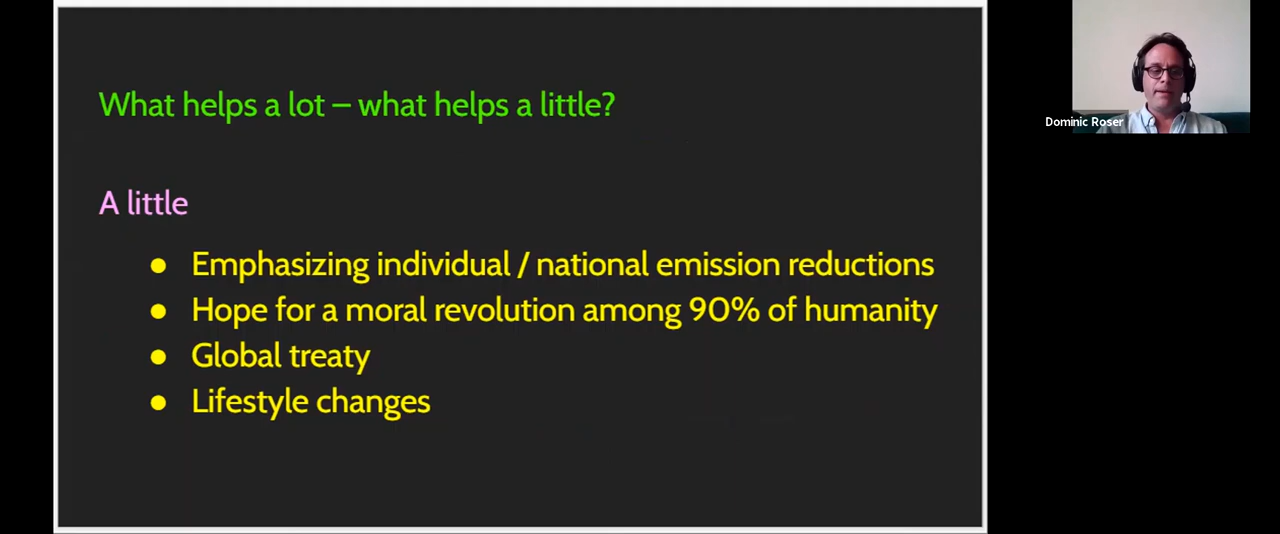 What helps a lot – what helps a little?
A little
● Emphasizing individual / national emission reductions
● Hope for a moral revolution among 90% of humanity
● Global treaty
● Lifestyle changes
Dominic Roser